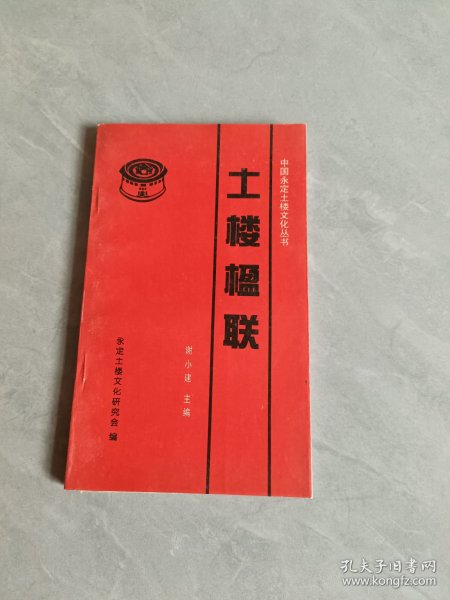 中国永定土楼文化丛书
土楼楹联
谢小建 主编
永定土楼文化研究会 编
孔夫子旧书网
www.kongfz.com